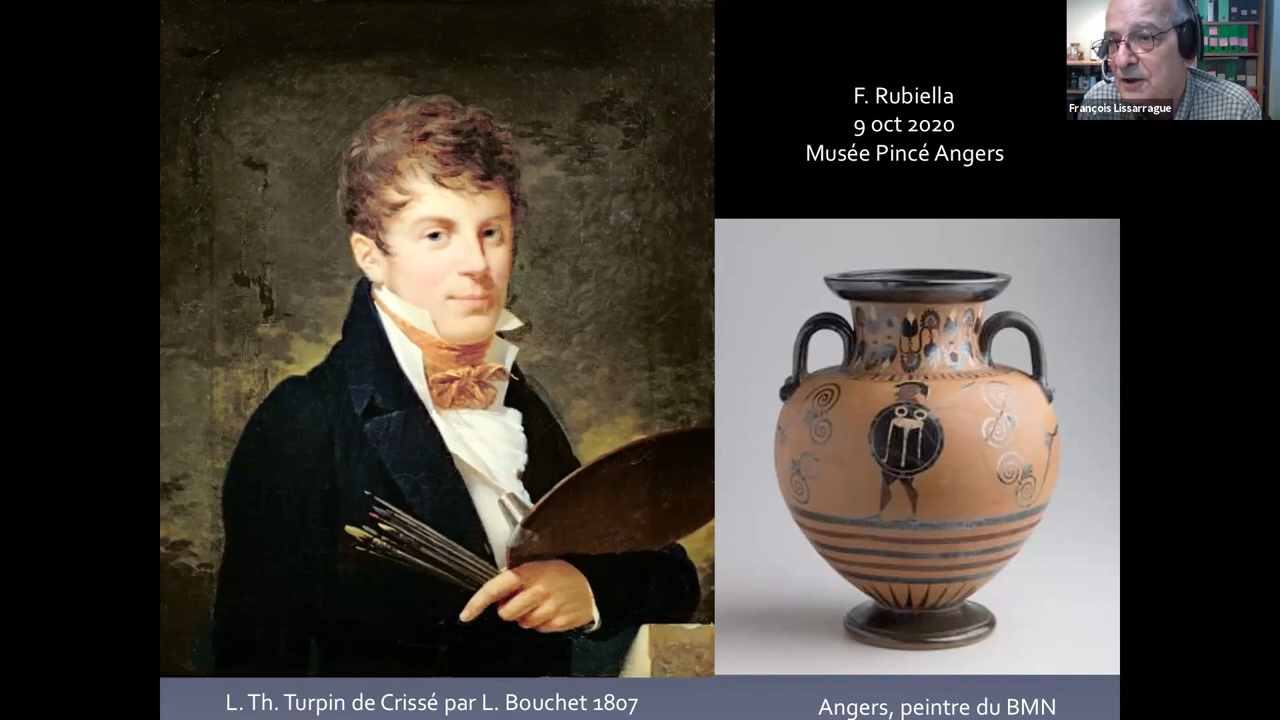 F. Rubiella
9 oct 2020
Musée Pincé Angers
François Lissarrague
L. Th. Turpin de Crissé par L. Bouchet 1807
Angers, peintre du BMN